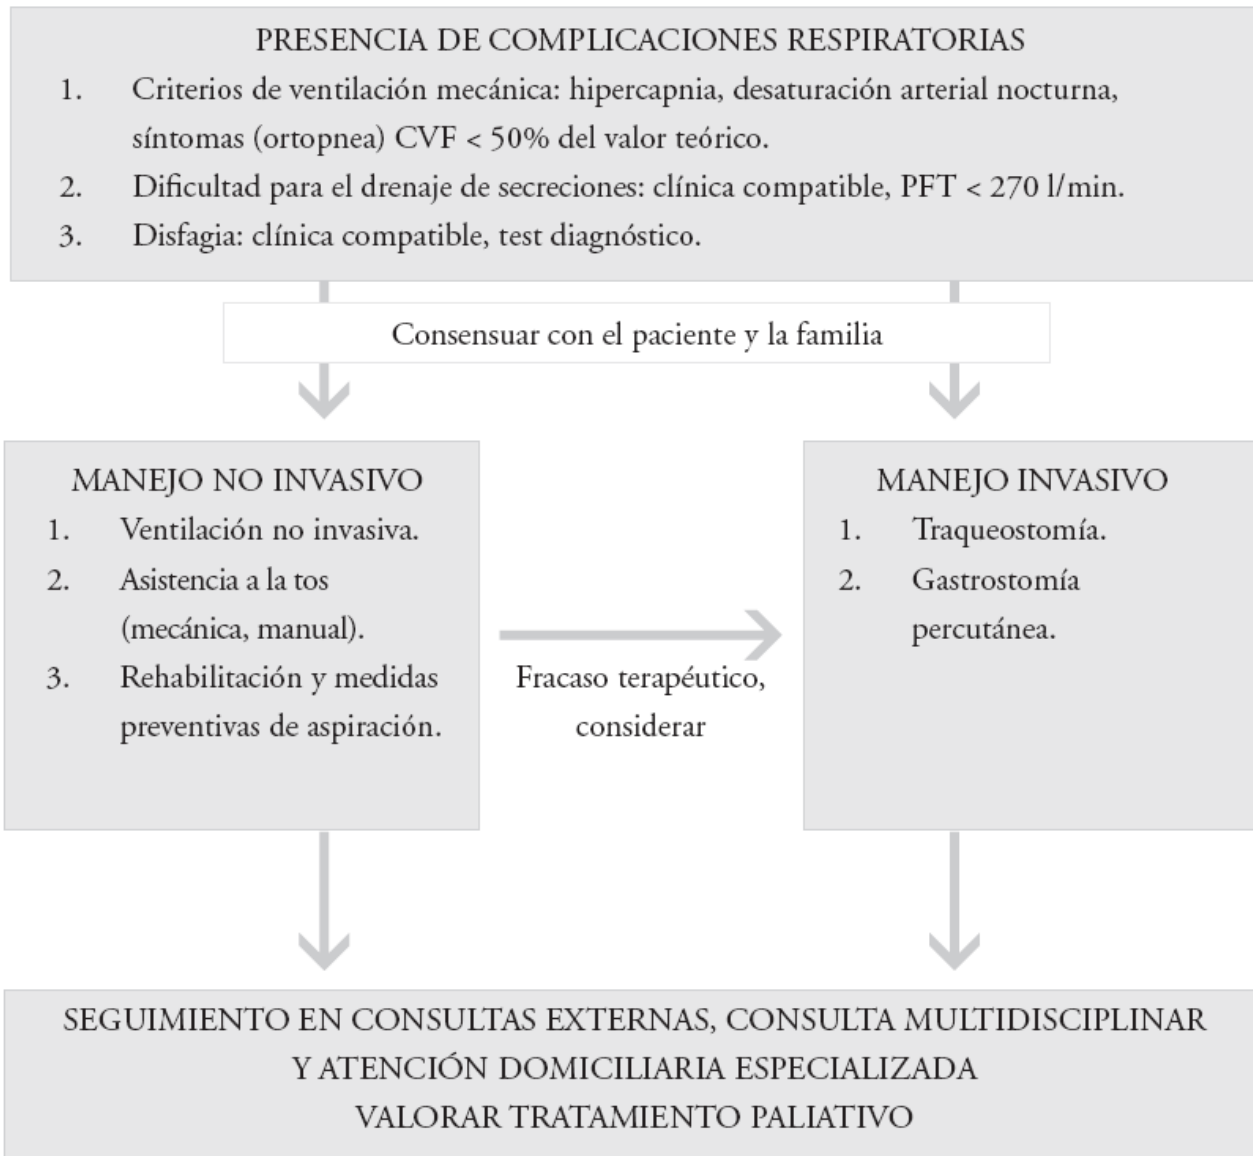 PRESENCIA DE COMPLICACIONES RESPIRATORIAS
1. Criterios de ventilación mecánica: hipercapnia, desaturación arterial nocturna,
síntomas (ortopnea) CVF < 50% del valor teórico.
2. Dificultad para el drenaje de secreciones: clínica compatible, PFT < 270 l/min.
3. Disfagia: clínica compatible, test diagnóstico.
Consensuar con el paciente y la familia
MANEJO NO INVASIVO
1. Ventilación no invasiva.
2. Asistencia a la tos
(mecánica, manual).
3. Rehabilitación y medidas
preventivas de aspiración.
Fracaso terapéutico,
considerar
MANEJO INVASIVO
1. Traqueostomía.
2. Gastrostomía
percutánea.
SEGUIMIENTO EN CONSULTAS EXTERNAS, CONSULTA MULTIDISCIPLINAR
Y ATENCIÓN DOMICILIARIA ESPECIALIZADA
VALORAR TRATAMIENTO PALIATIVO